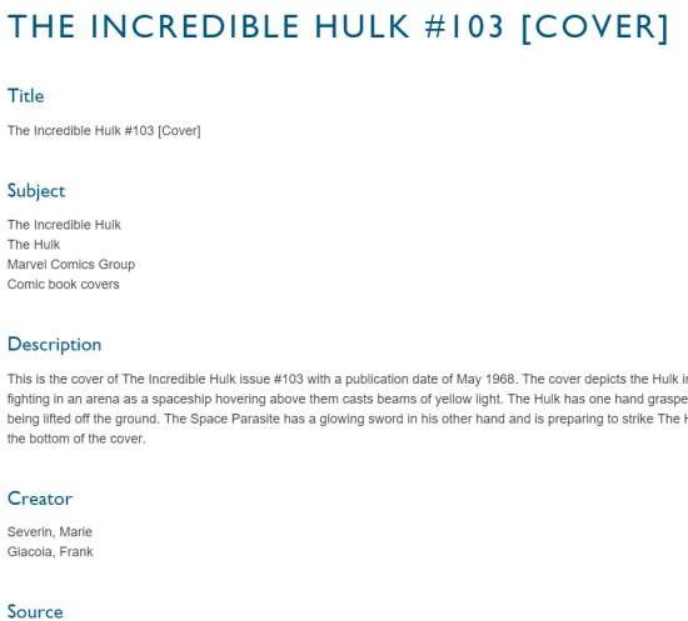 THE INCREDIBLE HULK #103 [COVER]
Title
The Incredible Hulk #103 [Cover]
Subject
The Incredible Hulk
The Hulk
Marvel Comics Group
Comic book covers
Description
This is the cover of The Incredible Hulk issue #103 with a publication date of May 1968. The cover depicts the Hulk
fighting in an arena as a spaceship hovering above them casts beams of yellow light. The Hulk has one hand
being lifted off the ground. The Space Parasite has a glowing sword in his other hand and is preparing to strike The
the bottom of the cover.
Creator
Severin, Marie
Giacoia, Frank
Source